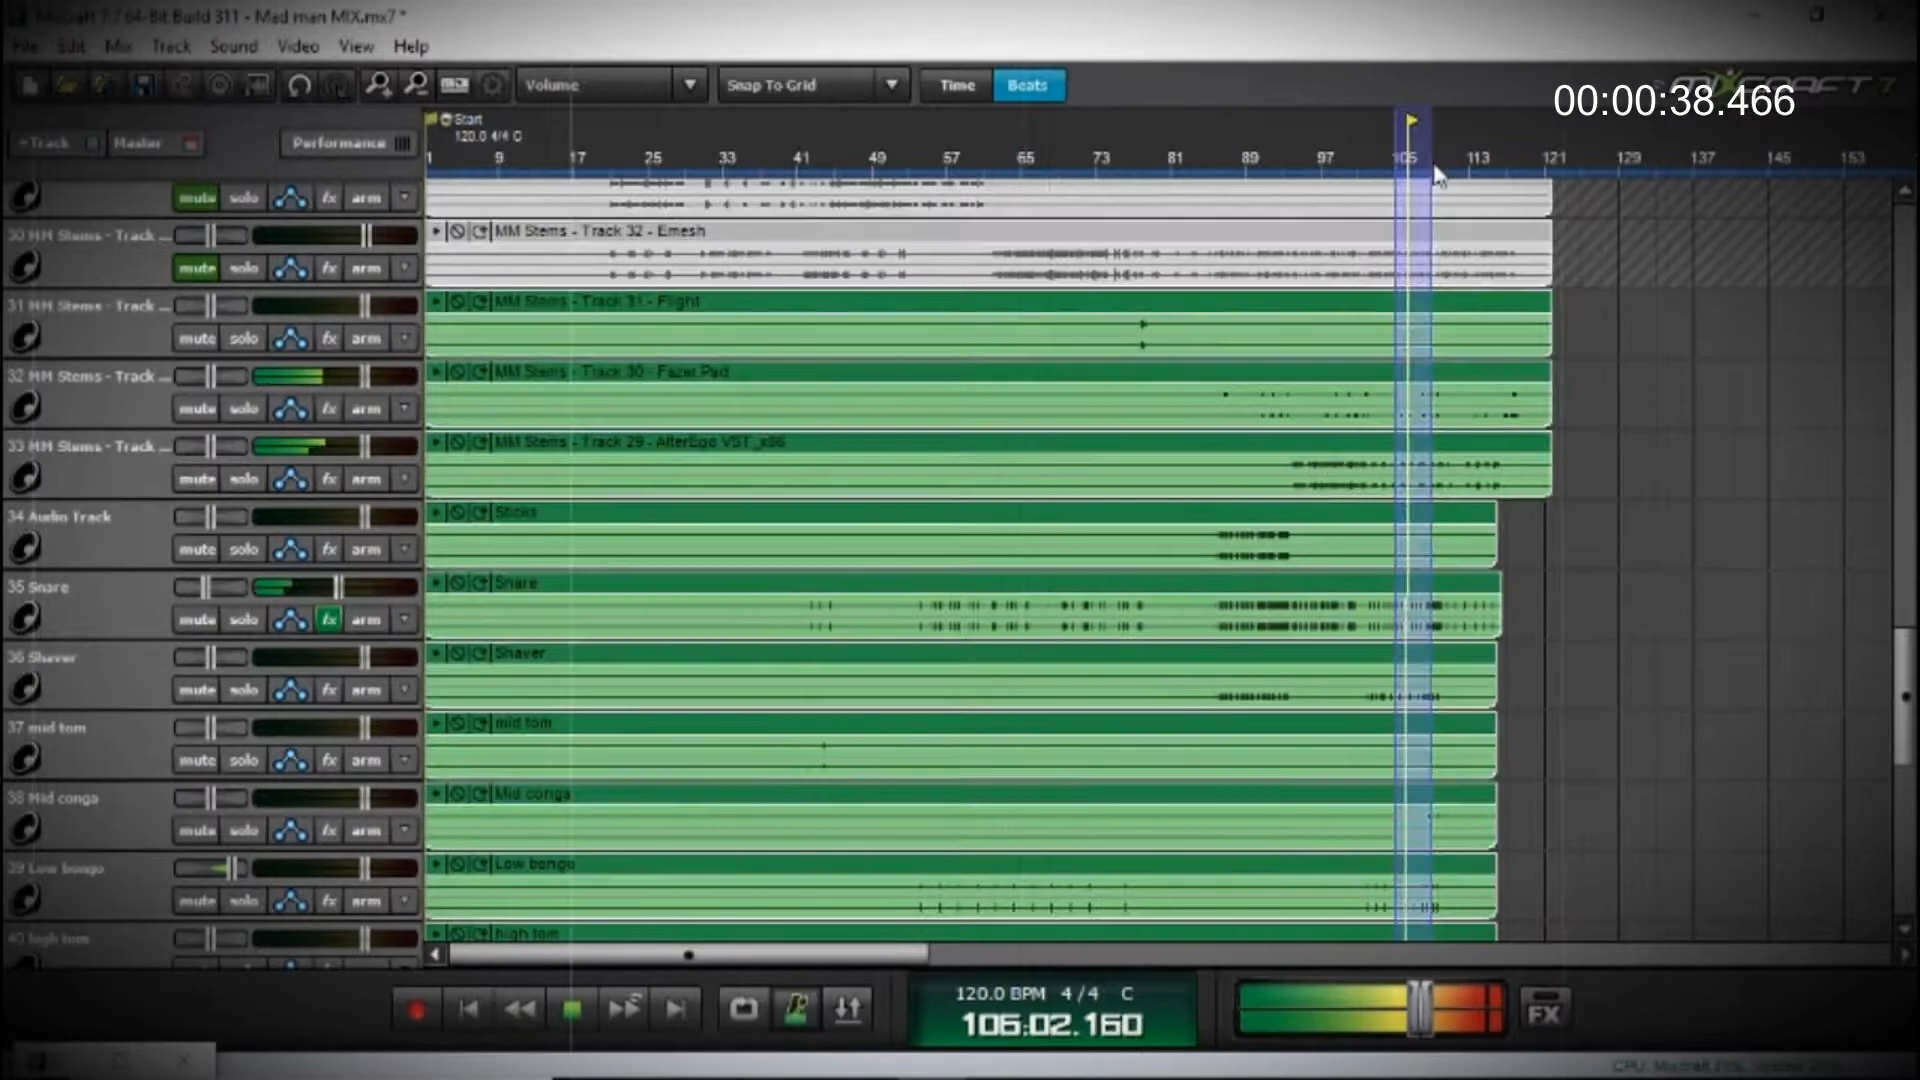 Mixcraft 7.7 64-Bit Build 311 - Mad man MIX.mx7 *
File Edit Mix Track Sound Video View Help
Volume Snap To Grid Time Beats
MIXCRAFT 7
00:00:38.466
+Track Master Performance
Start
120.0 4/4 C
1 9 17 25 33 41 49 57 65 73 81 89 97 105 113 121 129 137 145 153
mute solo fx arm
30 MM Stems - Track ... MM Stems - Track 32 - Emesh
mute solo fx arm
31 MM Stems - Track ... MM Stems - Track 31 - Flight
mute solo fx arm
32 MM Stems - Track ... MM Stems - Track 30 - Fazer Pad
mute solo fx arm
33 MM Stems - Track ... MM Stems - Track 29 - AlterEgo VST_x86
mute solo fx arm
34 Audio Track Sticks
mute solo fx arm
35 Snare Snare
mute solo fx arm
36 Shaver Shaver
mute solo fx arm
37 mid tom mid tom
mute solo fx arm
38 Mid conga Mid conga
mute solo fx arm
39 Low bongo Low bongo
mute solo fx arm
40 high tom high tom
120.0 BPM 4/4 C
106:02.160
FX